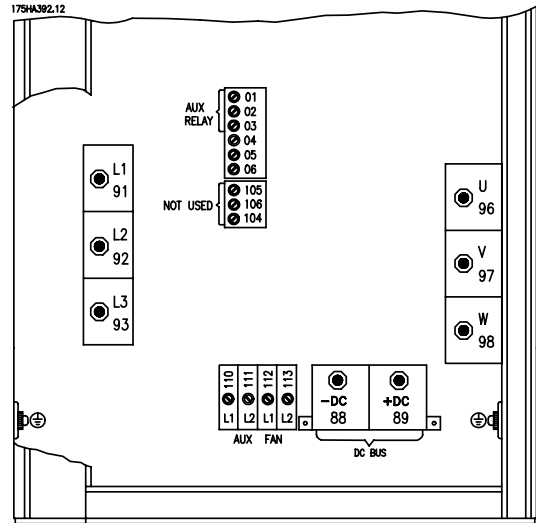 175HA392.12
AUX
RELAY
01
02
03
04
05
06
NOT USED
105
106
104
L1
91
L2
92
L3
93
U
96
V
97
W
98
110
111
112
113
L1
L2
L1
L2
AUX FAN
-DC
88
+DC
89
DC BUS